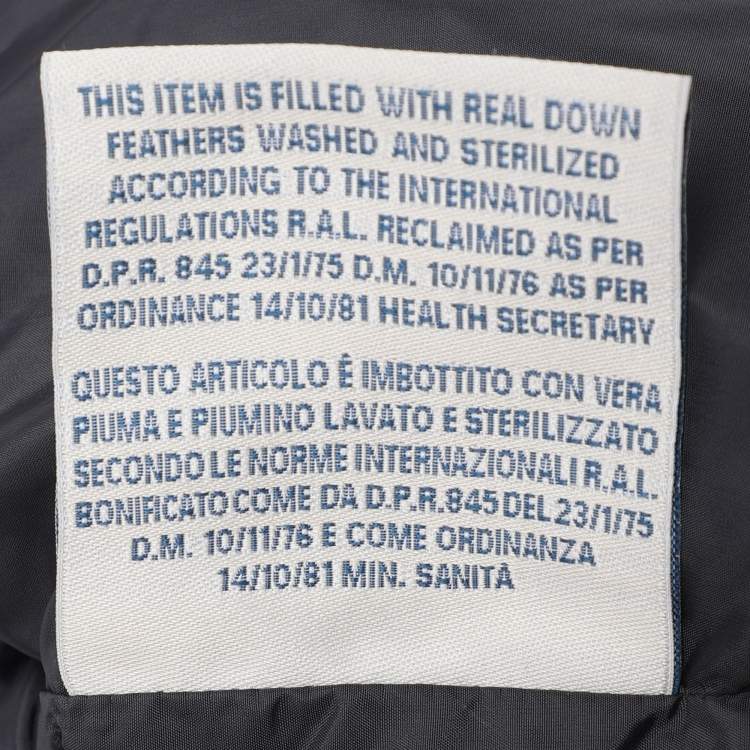 THIS ITEM IS FILLED WITH REAL DOWN
FEATHERS WASHED AND STERILIZED
ACCORDING TO THE INTERNATIONAL
REGULATIONS R.A.L. RECLAIMED AS PER
D.P.R. 845 23/1/75 D.M. 10/11/76 AS PER
ORDINANCE 14/10/81 HEALTH SECRETARY
QUESTO ARTICOLO Ê IMBOTTITO CON VERA
PIUMA E PIUMINO LAVATO E STERILIZZATO
SECONDO LE NORME INTERNAZIONALI R.A.L.
BONIFICATO COME DA D.P.R.845 DEL 23/1/75
D.M. 10/11/76 E COME ORDINANZA
14/10/81 MIN. SANITÀ